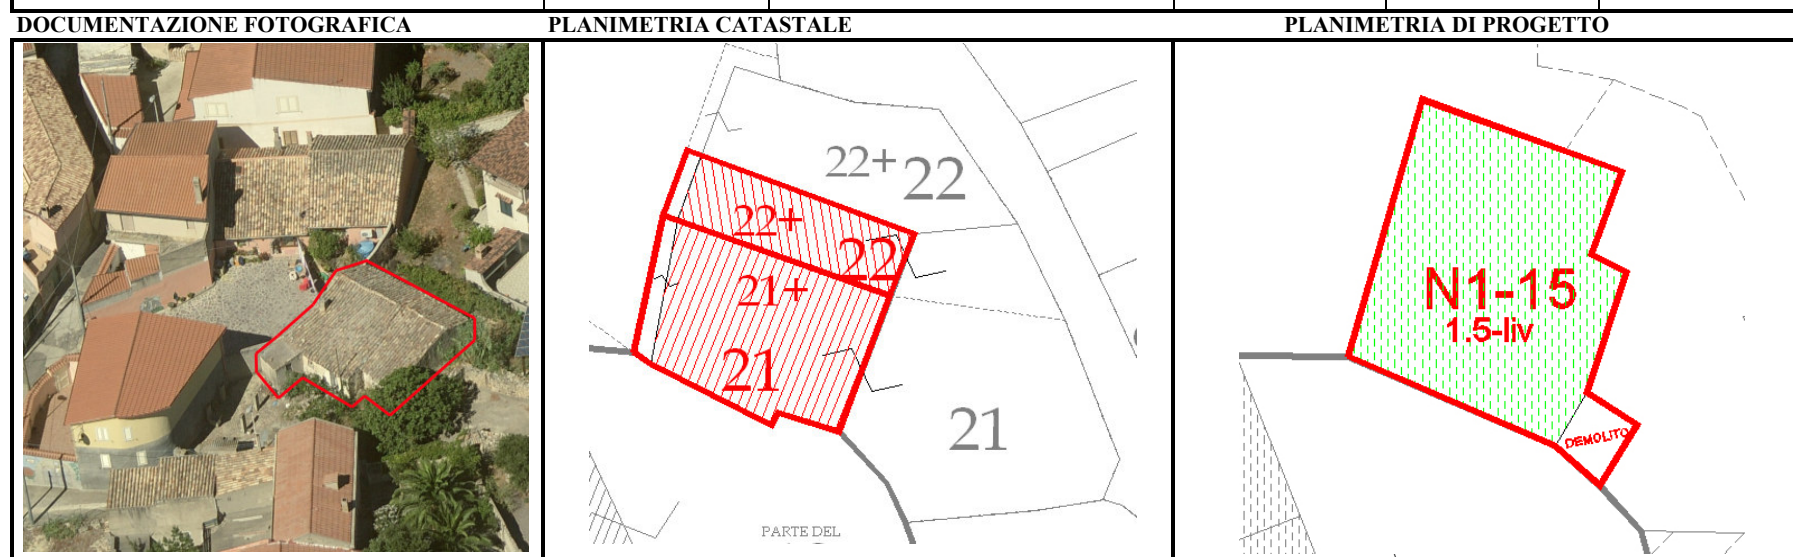 DOCUMENTAZIONE FOTOGRAFICA
PLANIMETRIA CATASTALE
PLANIMETRIA DI PROGETTO
22+ 22
22+
22
21+
21
21
PARTE DEL
N1-15
1.5-liv
DEMOLITO